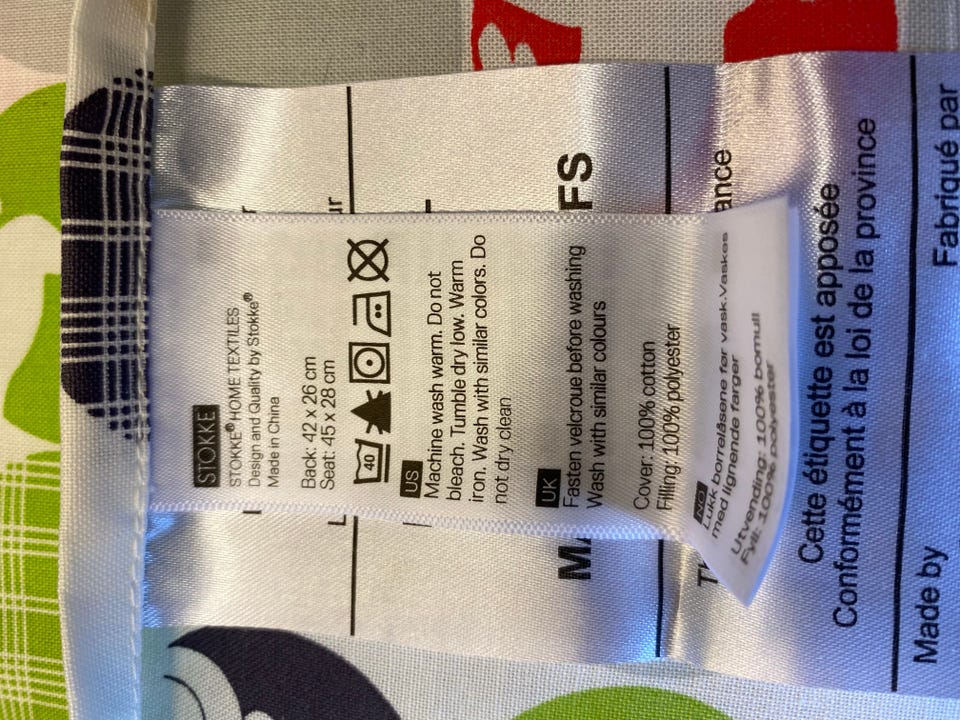 STOKKE
STOKKE® HOME TEXTILES
Design and Quality by Stokke®
Made in China
Back: 42 x 26 cm
Seat: 45 x 28 cm
40
US
Machine wash warm. Do not
bleach. Tumble dry low. Warm
iron. Wash with similar colors. Do
not dry clean
UK
Fasten velcroue before washing
Wash with similar colours
Cover: 100% cotton
Fillling: 100% polyester
NO
Lukk borrelåsene før vask.Vaskes
med lignende farger
Utvending: 100% bomull
Fyll: 100% polyester
Cette étiquette est apposée
Conformément à la loi de la province
Made by Fabriqué par